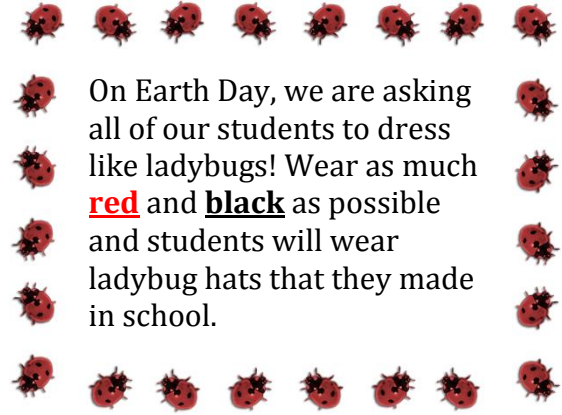 On Earth Day, we are asking
all of our students to dress
like ladybugs! Wear as much
red and black as possible
and students will wear
ladybug hats that they made
in school.